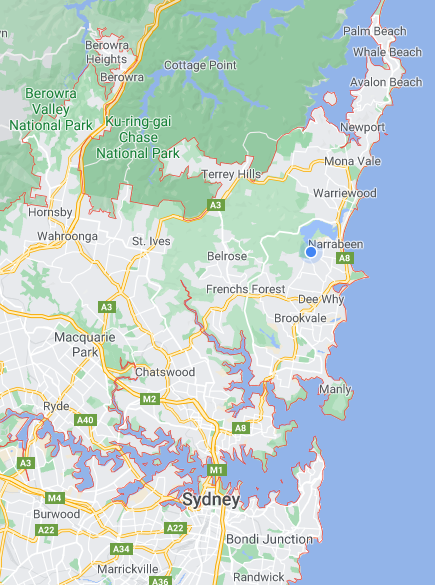 Palm Beach
Berowra
Heights
Whale Beach
Cottage Point
Berowra
Avalon Beach
Berowra
Valley
National Park
Ku-ring-gai
Chase
National Park
Newport
Mona Vale
Terrey Hills
Warriewood
A3
Hornsby
Wahroonga
St. Ives
Narrabeen
Belrose
A8
Frenchs Forest
Dee Why
A3
Brookvale
Macquarie
Park
Chatswood
Manly
M2
Ryde
A40
A8
A3
M1
M4
Sydney
Burwood
A22
A22
Bondi Junction
A34
Marrickville
A36
Randwick